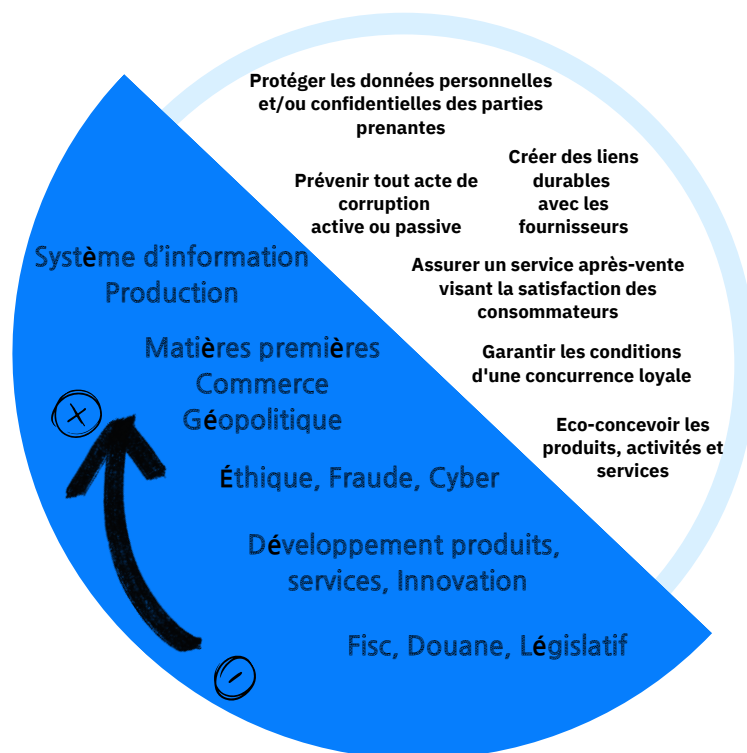 Protéger les données personnelles
et/ou confidentielles des parties
prenantes
Prévenir tout acte de
corruption
active ou passive
Créer des liens
durables
avec les
fournisseurs
Assurer un service après-vente
visant la satisfaction des
consommateurs
Garantir les conditions
d'une concurrence loyale
Eco-concevoir les
produits, activités et
services
Système d'information
Production
Matières premières
Commerce
Géopolitique
Éthique, Fraude, Cyber
Développement produits,
services, Innovation
Fisc, Douane, Législatif
+
-